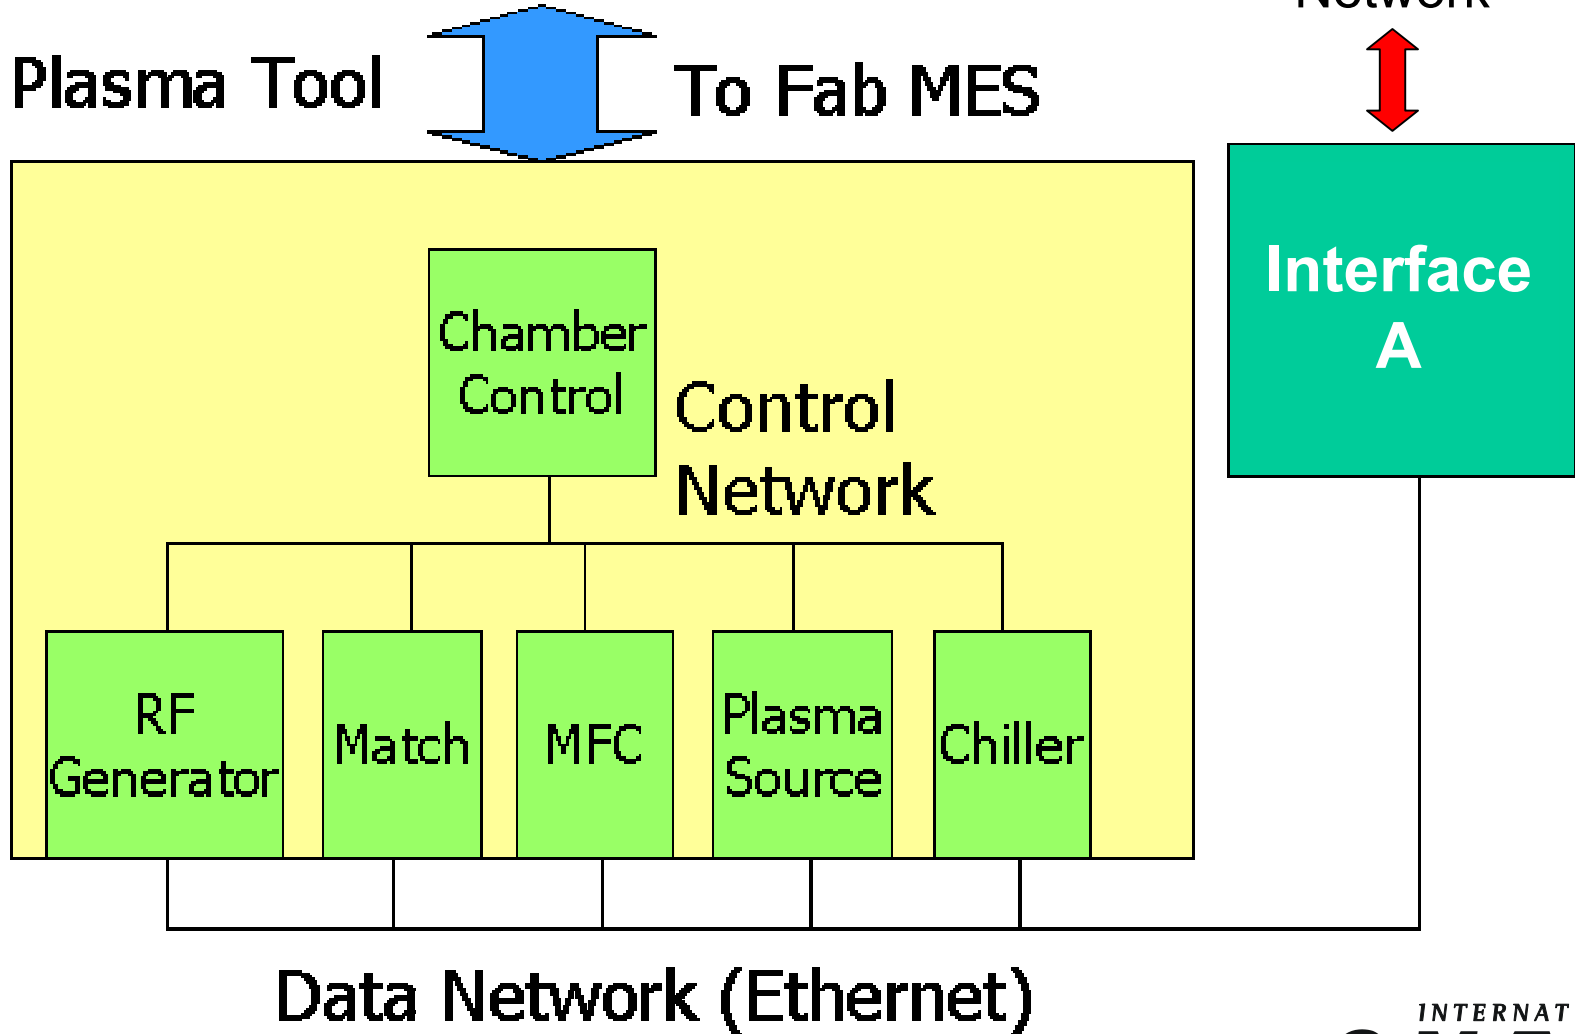 Network
Plasma Tool
To Fab MES
Interface
A
Chamber
Control
Control
Network
RF
Generator
Match
MFC
Plasma
Source
Chiller
Data Network (Ethernet)